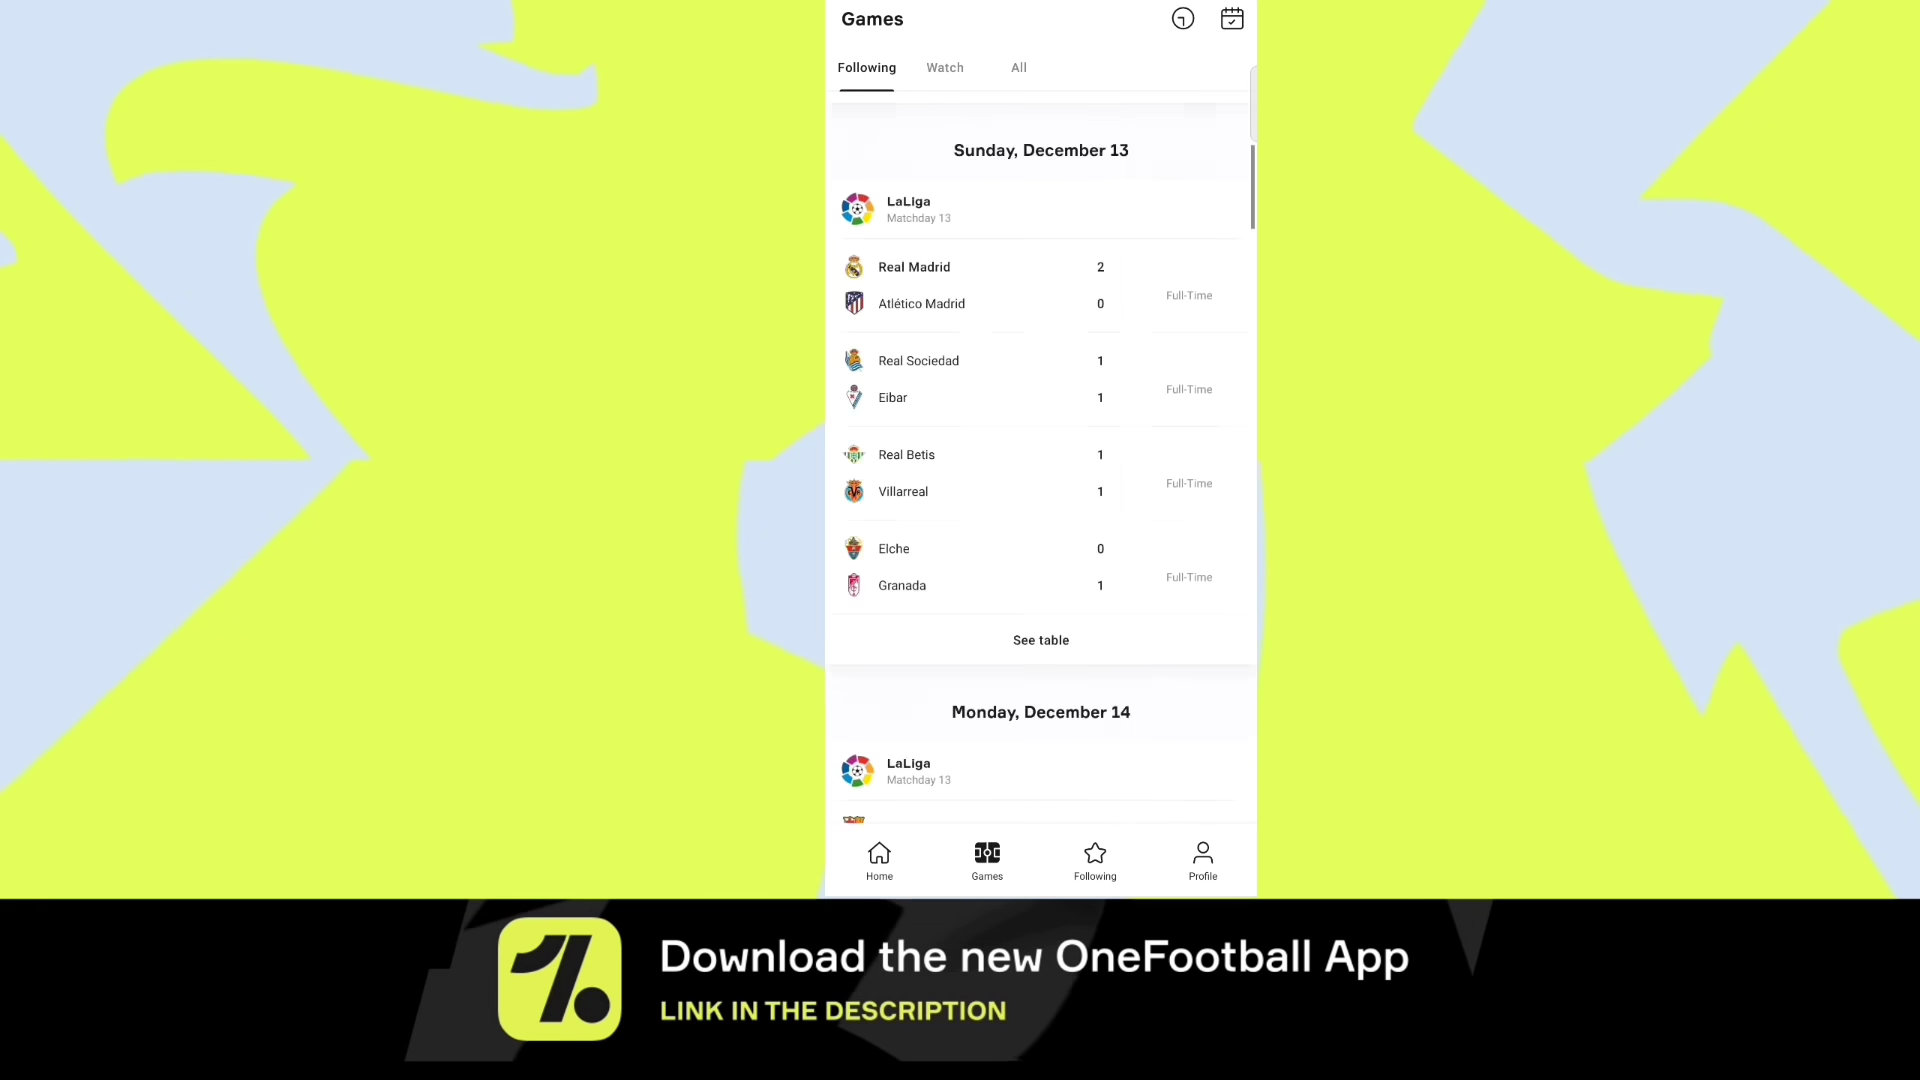 Games
Following Watch All
Sunday, December 13
LaLiga
Matchday 13
Real Madrid 2
Full-Time
Atlético Madrid 0
Real Sociedad 1
Full-Time
Eibar 1
Real Betis 1
Full-Time
Villarreal 1
Elche 0
Full-Time
Granada 1
See table
Monday, December 14
LaLiga
Matchday 13
Home Games Following Profile
Download the new OneFootball App
LINK IN THE DESCRIPTION